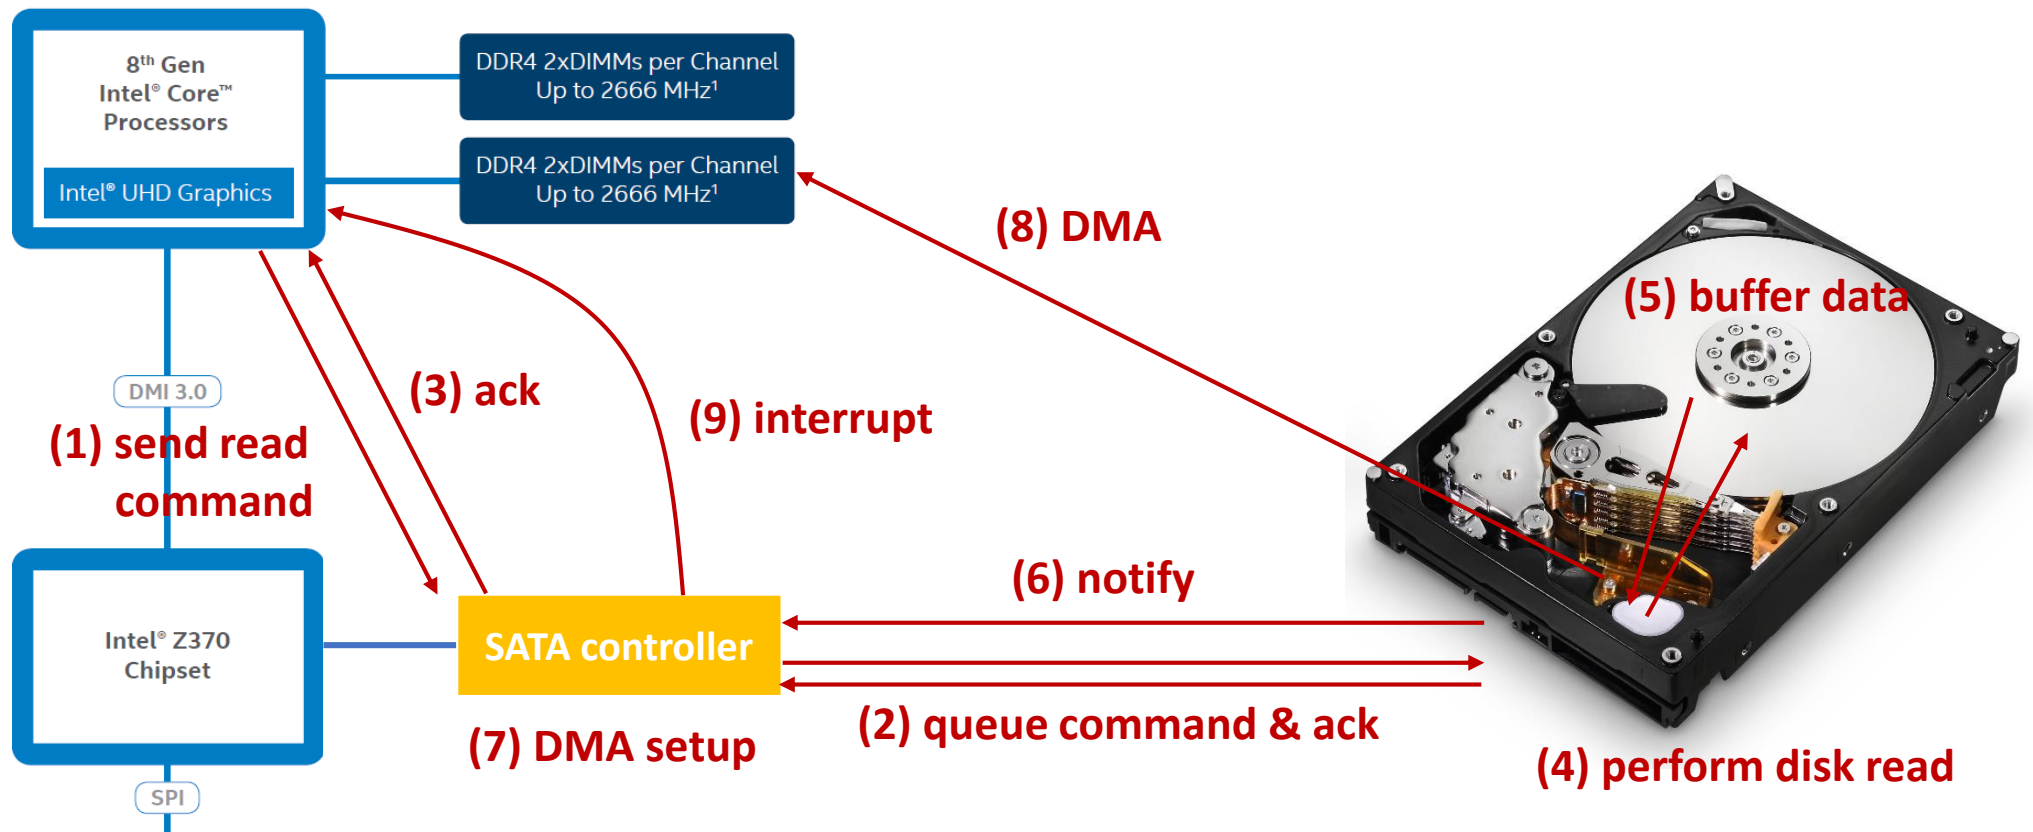 8th Gen
Intel® Core™
Processors
Intel® UHD Graphics
DDR4 2xDIMMs per Channel
Up to 2666 MHz¹
DDR4 2xDIMMs per Channel
Up to 2666 MHz¹
(8) DMA
(5) buffer data
DMI 3.0
(3) ack
(9) interrupt
(1) send read
command
(6) notify
Intel® Z370
Chipset
SATA controller
(2) queue command & ack
(7) DMA setup
(4) perform disk read
SPI